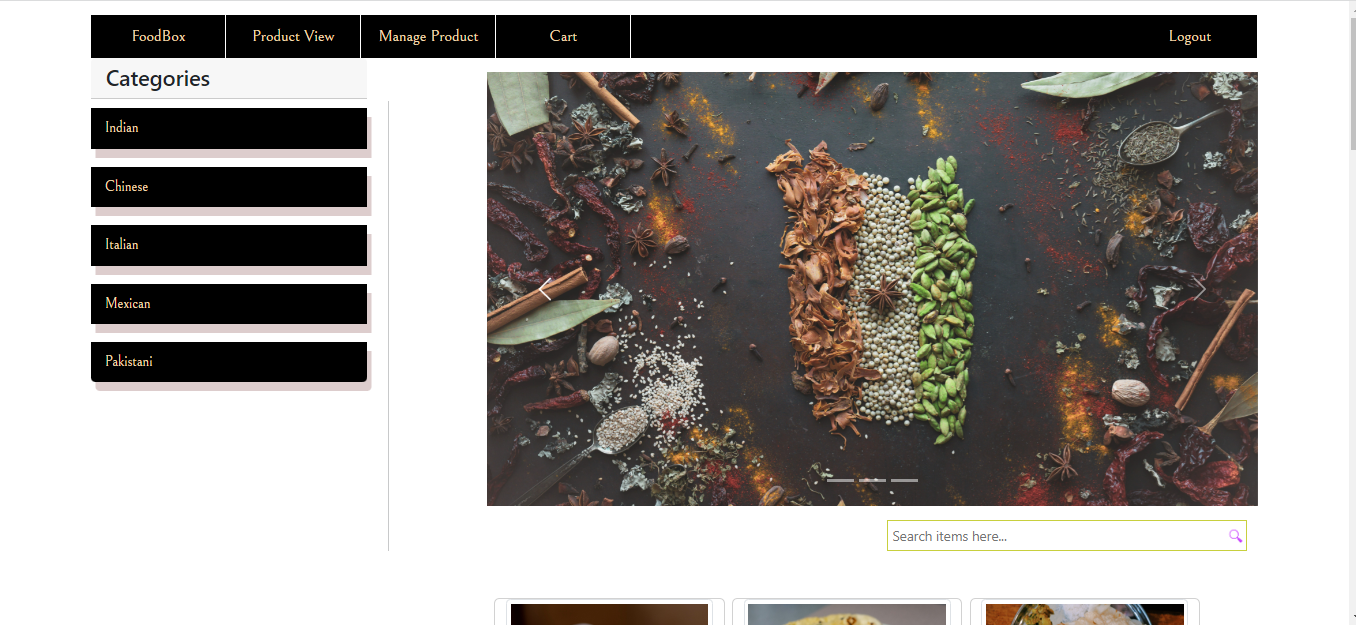 FoodBox Product View Manage Product Cart Logout
Categories
Indian
Chinese
Italian
Mexican
Pakistani
Search items here...